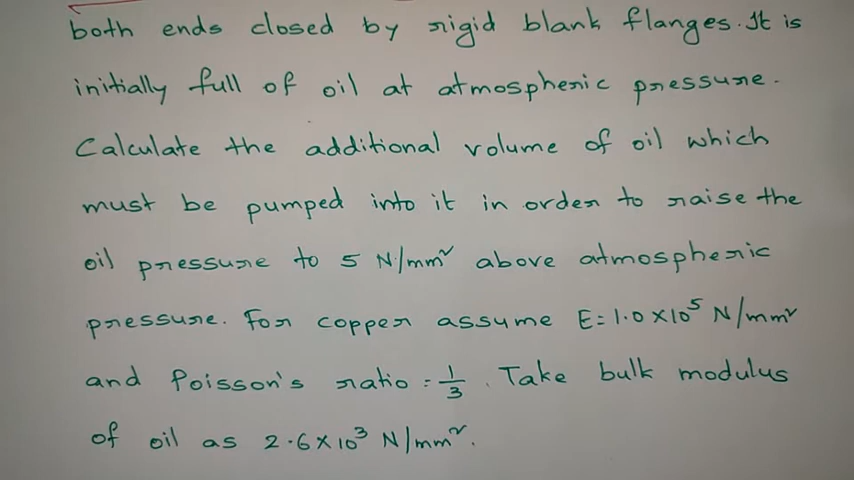 both ends closed by rigid blank flanges. It is
initially full of oil at atmospheric pressure.
Calculate the additional volume of oil which
must be pumped into it in order to raise the
oil pressure to 5 N/mm² above atmospheric
pressure. For copper assume E = 1.0 × 10⁵ N/mm²
and Poisson's ratio = 1/3. Take bulk modulus
of oil as 2.6 × 10³ N/mm².